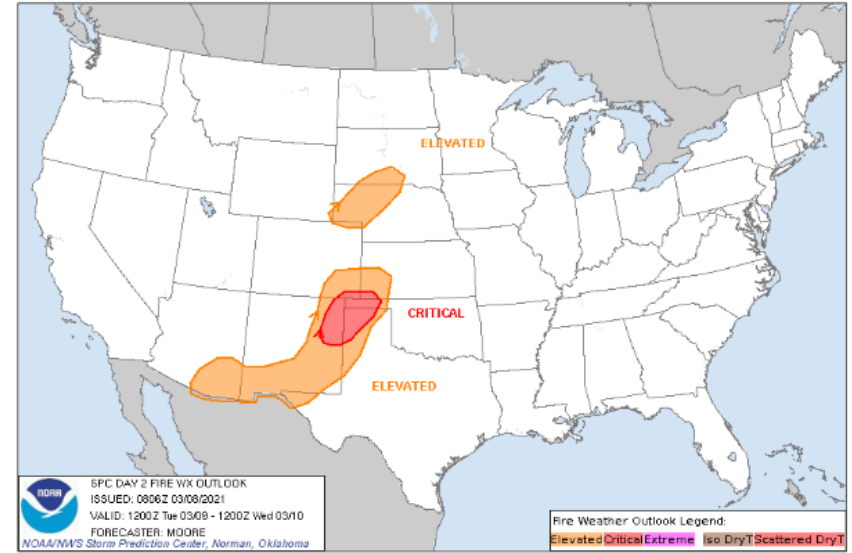 ELEVATED
CRITICAL
ELEVATED
NOAA
SPC DAY 2 FIRE WX OUTLOOK
ISSUED: 0806Z 03/08/2021
VALID: 1200Z Tue 03/09 - 1200Z Wed 03/10
FORECASTER: MOORE
NOAA/NWS Storm Prediction Center, Norman, Oklahoma
Fire Weather Outlook Legend:
Elevated Critical Extreme Iso DryT Scattered DryT